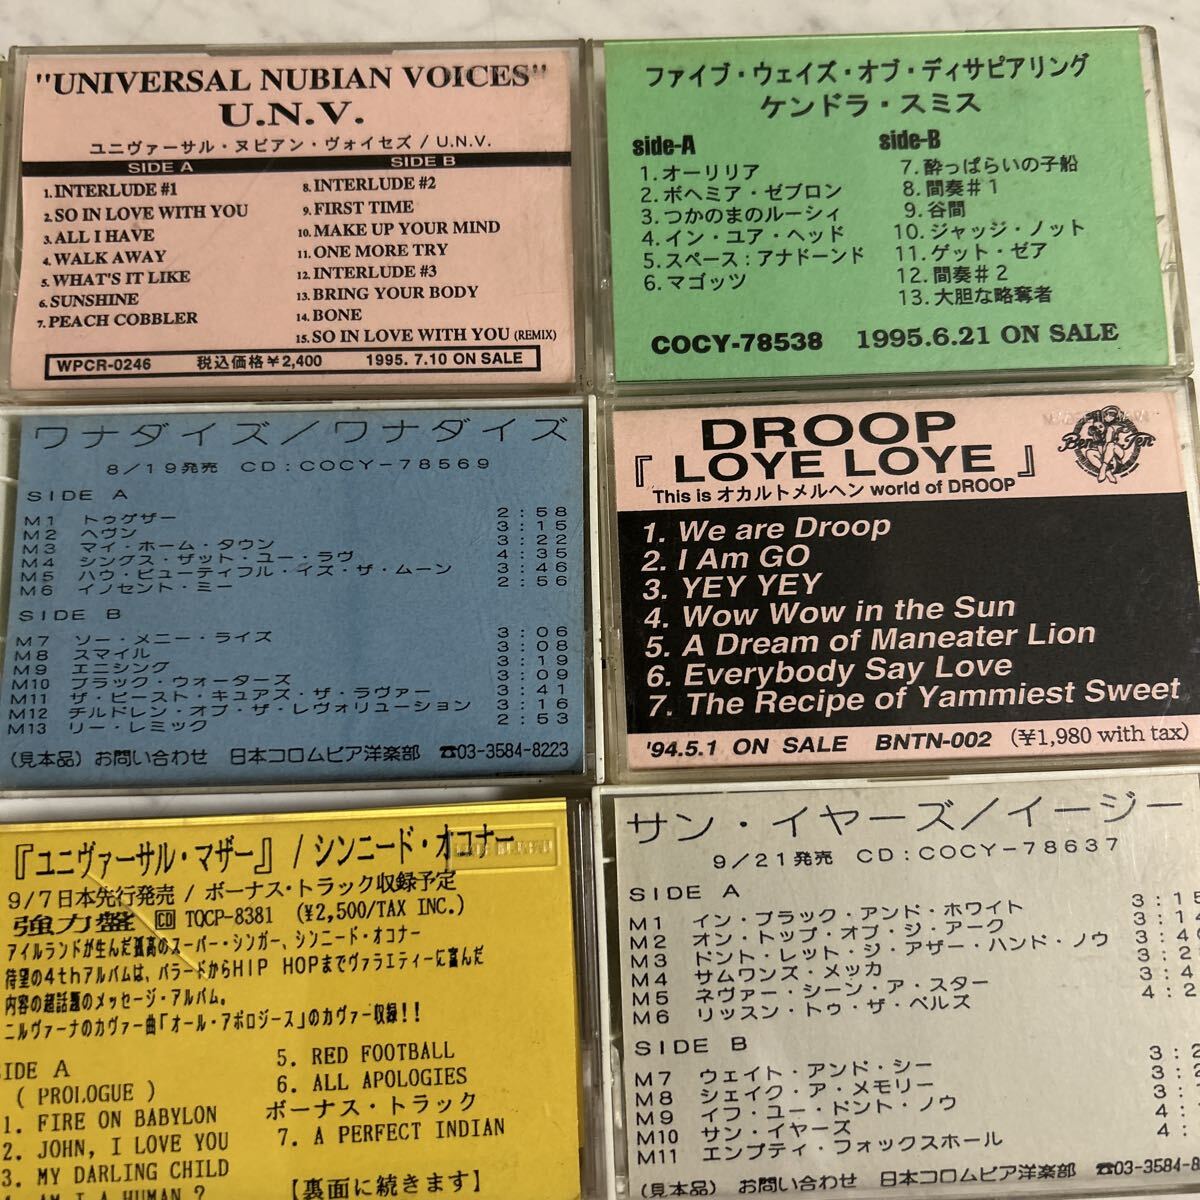 "UNIVERSAL NUBIAN VOICES"
U.N.V.
ユニヴァーサル・ヌビアン・ヴォイセズ / U.N.V.
SIDE A
1. INTERLUDE #1
2. SO IN LOVE WITH YOU
3. ALL I HAVE
4. WALK AWAY
5. WHAT'S IT LIKE
6. SUNSHINE
7. PEACH COBBLER
SIDE B
8. INTERLUDE #2
9. FIRST TIME
10. MAKE UP YOUR MIND
11. ONE MORE TRY
12. INTERLUDE #3
13. BRING YOUR BODY
14. BONE
15. SO IN LOVE WITH YOU (REMIX)
WPCR-0246 税込価格¥2,400 1995. 7.10 ON SALE
ファイブ・ウェイズ・オブ・ディサピアリング
ケンドラ・スミス
side-A
1. オーリリア
2. ボヘミア・ゼブロン
3. つかのまのルーシィ
4. イン・ユア・ヘッド
5. スペース：アナドーンド
6. マゴッツ
side-B
7. 酔っぱらいの子船
8. 間奏＃1
9. 谷間
10. ジャッジ・ノット
11. ゲット・ゼア
12. 間奏＃2
13. 大胆な略奪者
COCY-78538 1995.6.21 ON SALE
ワナダイズ／ワナダイズ
8／19発売 CD：COCY－78569
SIDE A
M1 トゥゲザー 2：58
M2 ヘヴン 3：15
M3 マイ・ホーム・タウン 3：22
M4 シングス・ザット・ユー・ラヴ 4：35
M5 ハウ・ビューティフル・イズ・ザ・ムーン 3：46
M6 イノセント・ミー 2：56
SIDE B
M7 ソー・メニー・ライズ 3：06
M8 スマイル 3：08
M9 エニシング 3：19
M10 ブラック・ウォーターズ 3：09
M11 ザ・ビースト・キュアズ・ザ・ラヴァー 3：41
M12 チルドレン・オブ・ザ・レヴォリューション 3：16
M13 リー・レミック 2：53
(見本品) お問い合わせ 日本コロムビア洋楽部 ☎03-3584-8223
DROOP
『 LOYE LOYE 』
Ben Ten
This is オカルトメルヘン world of DROOP
1. We are Droop
2. I Am GO
3. YEY YEY
4. Wow Wow in the Sun
5. A Dream of Maneater Lion
6. Everybody Say Love
7. The Recipe of Yammiest Sweet
'94.5.1 ON SALE BNTN-002 (¥1,980 with tax)
『ユニヴァーサル・マザー』 / シンニード・オコナー
9/7日本先行発売 / ボーナス・トラック収録予定
強力盤 CD TOCP-8381 (¥2,500/TAX INC.)
アイルランドが生んだ孤高のスーパー・シンガー、シンニード・オコナー
待望の4thアルバムは、バラードからHIP HOPまでヴァラエティーに富んだ
内容の超話題のメッセージ・アルバム。
ニルヴァーナのカヴァー曲「オール・アポロジース」のカヴァー収録!!
SIDE A
( PROLOGUE )
1. FIRE ON BABYLON
2. JOHN, I LOVE YOU
3. MY DARLING CHILD
AM I A HUMAN ?
5. RED FOOTBALL
6. ALL APOLOGIES
ボーナス・トラック
7. A PERFECT INDIAN
【裏面に続きます】
サン・イヤーズ／イージー
9／21発売 CD：COCY－78637
SIDE A
M1 イン・ブラック・アンド・ホワイト 3：15
M2 オン・トップ・オブ・ジ・アーク 3：14
M3 ドント・レット・ジ・アザー・ハンド・ノウ
M4 サムワンズ・メッカ
M5 ネヴァー・シーン・ア・スター
M6 リッスン・トゥ・ザ・ベルズ
SIDE B
M7 ウェイト・アンド・シー
M8 シェイク・ア・メモリー
M9 イフ・ユー・ドント・ノウ
M10 サン・イヤーズ
M11 エンプティ・フォックスホール
(見本品) お問い合わせ 日本コロムビア洋楽部 ☎03-3584-8